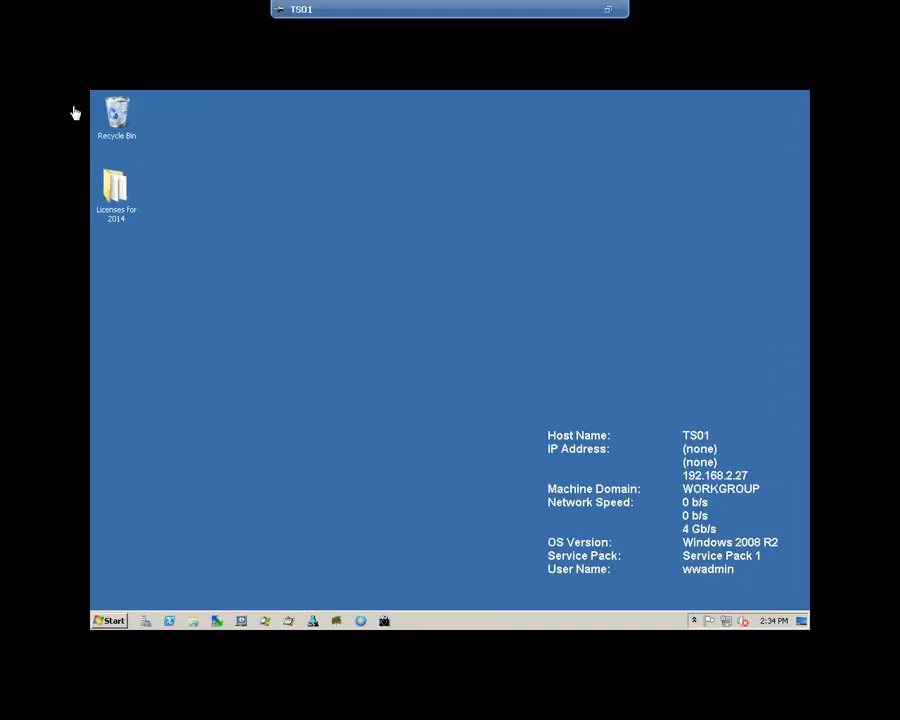 TS01
Recycle Bin
Licenses for
2014
Host Name: TS01
IP Address: (none)
(none)
192.168.2.27
Machine Domain: WORKGROUP
Network Speed: 0 b/s
0 b/s
4 Gb/s
OS Version: Windows 2008 R2
Service Pack: Service Pack 1
User Name: wwadmin
Start
2:34 PM